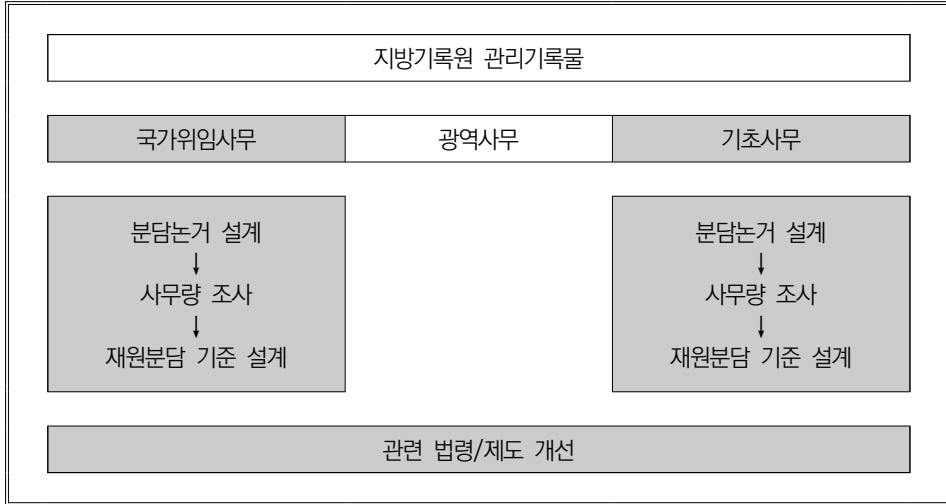 지방기록원 관리기록물
국가위임사무 광역사무 기초사무
분담논거 설계
↓
사무량 조사
↓
재원분담 기준 설계
분담논거 설계
↓
사무량 조사
↓
재원분담 기준 설계
관련 법령/제도 개선